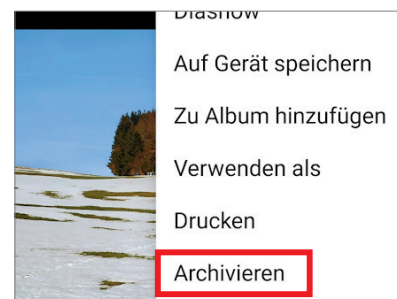 Diashow
Auf Gerät speichern
Zu Album hinzufügen
Verwenden als
Drucken
Archivieren